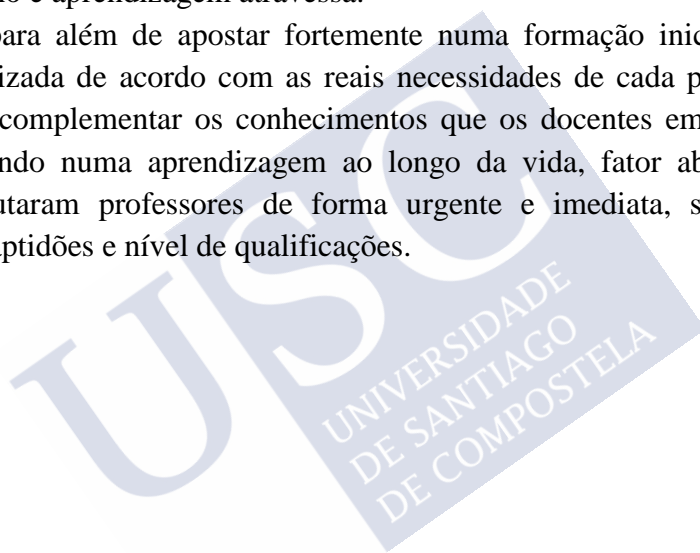 no e aprendizagem atravessa.
para além de apostar fortemente numa formação inic
izada de acordo com as reais necessidades de cada p
complementar os conhecimentos que os docentes em
ndo numa aprendizagem ao longo da vida, fator ab
utaram professores de forma urgente e imediata, s
aptidões e nível de qualificações.
USC
UNIVERSIDADE
DE SANTIAGO
DE COMPOSTELA